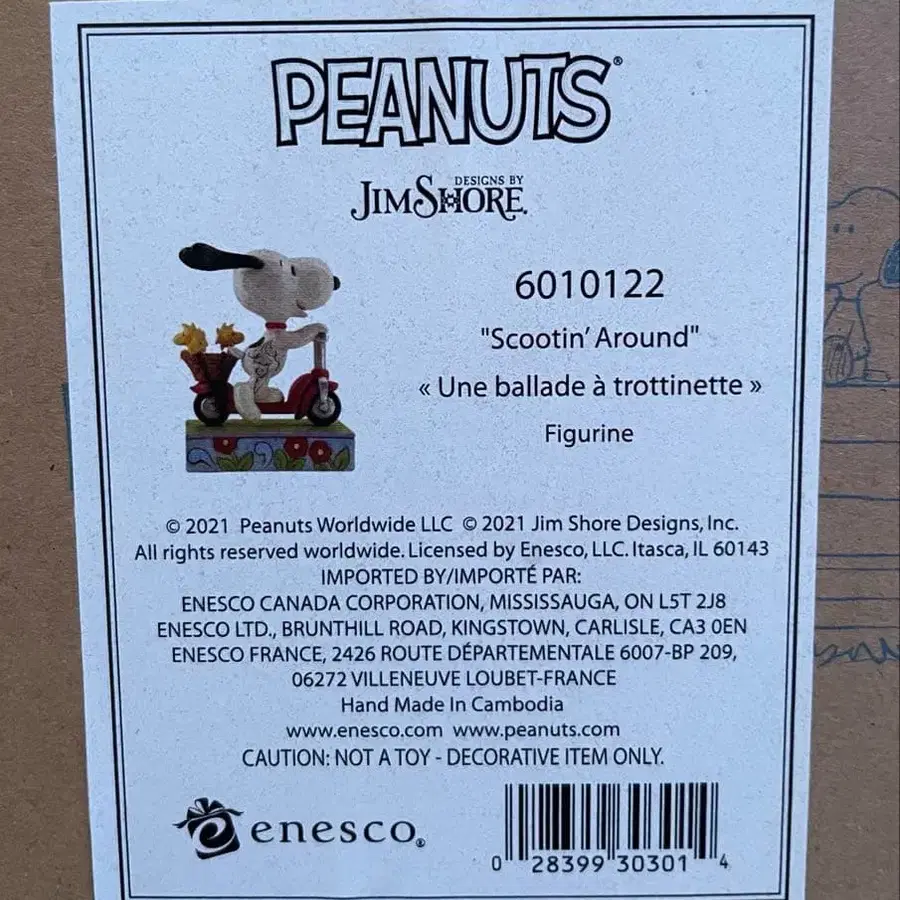 PEANUTS®
DESIGNS BY
JIM SHORE.
6010122
"Scootin' Around"
« Une ballade à trottinette »
Figurine
© 2021 Peanuts Worldwide LLC © 2021 Jim Shore Designs, Inc.
All rights reserved worldwide. Licensed by Enesco, LLC. Itasca, IL 60143
IMPORTED BY/IMPORTÉ PAR:
ENESCO CANADA CORPORATION, MISSISSAUGA, ON L5T 2J8
ENESCO LTD., BRUNTHILL ROAD, KINGSTOWN, CARLISLE, CA3 0EN
ENESCO FRANCE, 2426 ROUTE DÉPARTEMENTALE 6007-BP 209,
06272 VILLENEUVE LOUBET-FRANCE
Hand Made In Cambodia
www.enesco.com www.peanuts.com
CAUTION: NOT A TOY - DECORATIVE ITEM ONLY.
enesco®
0 28399 30301 4